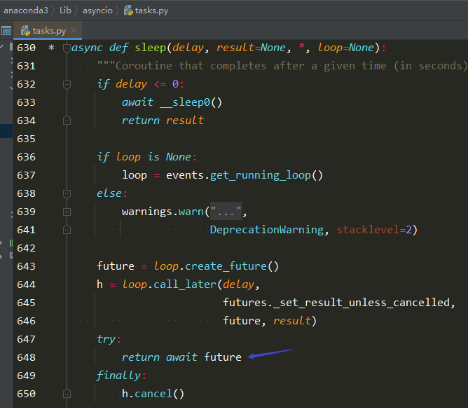 anaconda3 › Lib › asyncio › tasks.py
tasks.py ×
630 * async def sleep(delay, result=None, *, loop=None):
631 """Coroutine that completes after a given time (in seconds)
632 if delay <= 0:
633 await __sleep0()
634 return result
635
636 if loop is None:
637 loop = events.get_running_loop()
638 else:
639 warnings.warn("...",
641 DeprecationWarning, stacklevel=2)
642
643 future = loop.create_future()
644 h = loop.call_later(delay,
645 futures._set_result_unless_cancelled,
646 future, result)
647 try:
648 return await future
649 finally:
650 h.cancel()